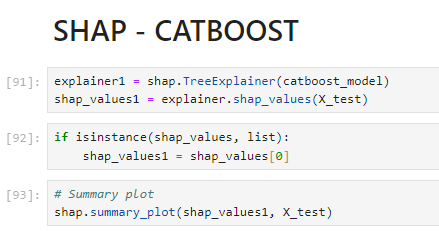 SHAP - CATBOOST
[91]: explainer1 = shap.TreeExplainer(catboost_model)
shap_values1 = explainer.shap_values(X_test)
[92]: if isinstance(shap_values, list):
    shap_values1 = shap_values[0]
[93]: # Summary plot
shap.summary_plot(shap_values1, X_test)